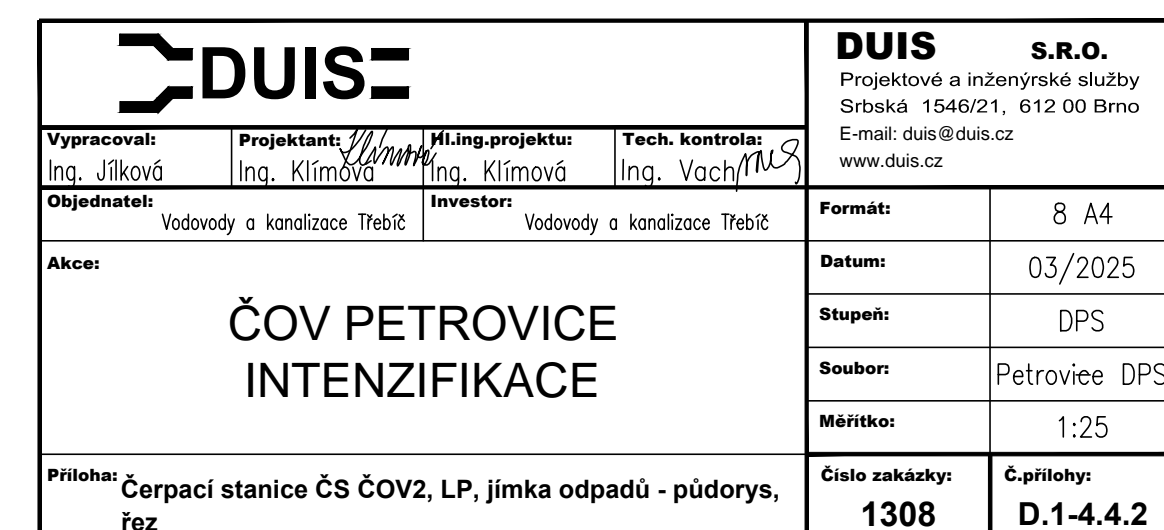 DUIS
DUIS S.R.O.
Projektové a inženýrské služby
Srbská 1546/21, 612 00 Brno
E-mail: duis@duis.cz
www.duis.cz
Vypracoval:
Ing. Jílková
Projektant:
Ing. Klímová
Hl.ing.projektu:
Ing. Klímová
Tech. kontrola:
Ing. Vach
Objednatel:
Vodovody a kanalizace Třebíč
Investor:
Vodovody a kanalizace Třebíč
Formát:
8 A4
Akce:
ČOV PETROVICE
INTENZIFIKACE
Datum:
03/2025
Stupeň:
DPS
Soubor:
Petrovice DPS
Měřítko:
1:25
Příloha:
Čerpací stanice ČS ČOV2, LP, jímka odpadů - půdorys,
řez
Číslo zakázky:
1308
Č.přílohy:
D.1-4.4.2